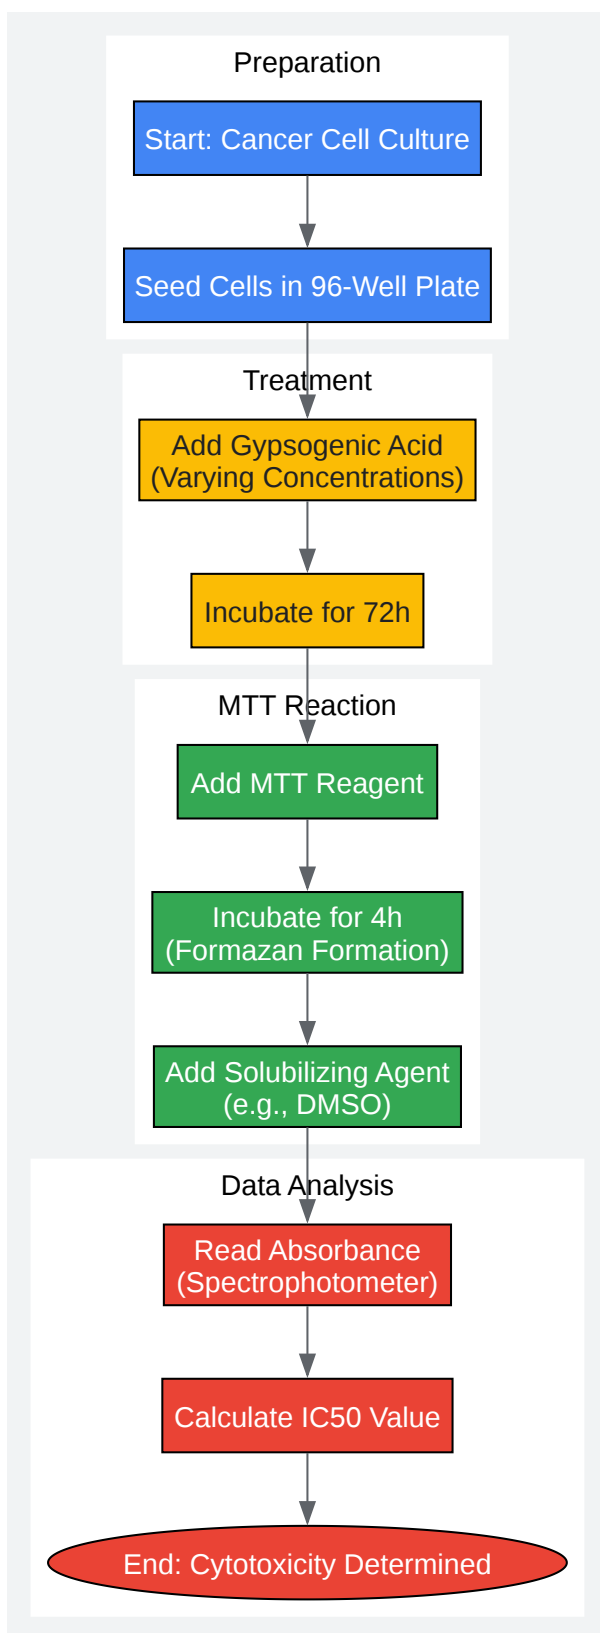 Preparation
Start: Cancer Cell Culture
Seed Cells in 96-Well Plate
Treatment
Add Gypsogenic Acid
(Varying Concentrations)
Incubate for 72h
MTT Reaction
Add MTT Reagent
Incubate for 4h
(Formazan Formation)
Add Solubilizing Agent
(e.g., DMSO)
Data Analysis
Read Absorbance
(Spectrophotometer)
Calculate IC50 Value
End: Cytotoxicity Determined